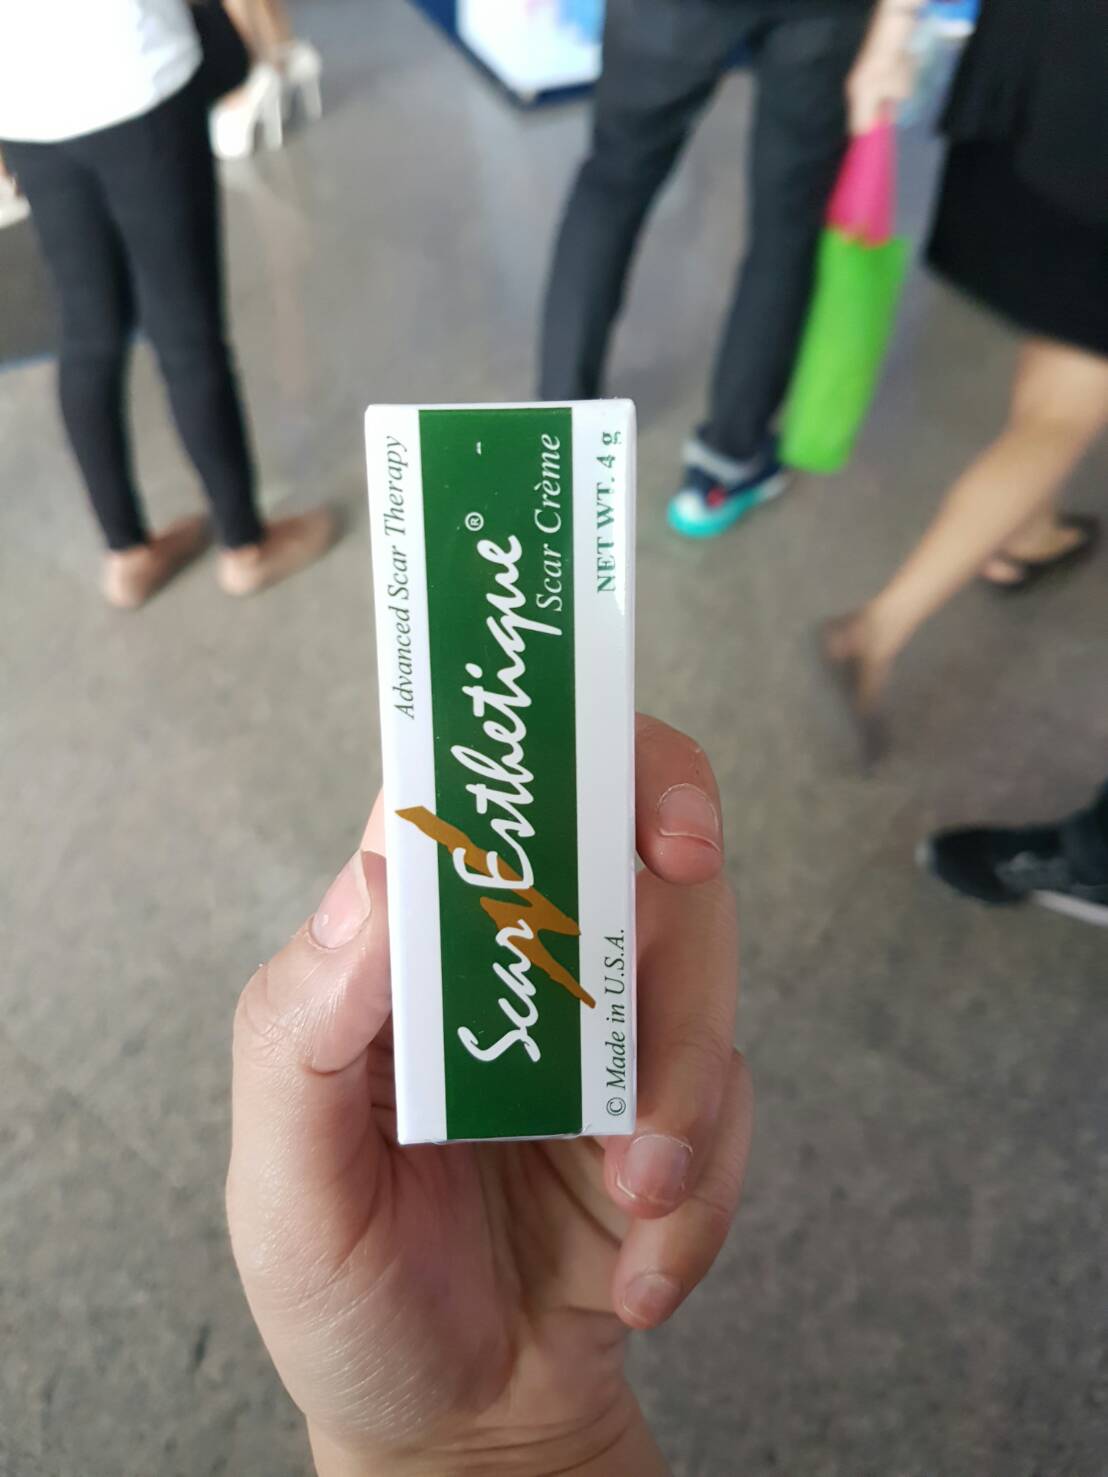 Advanced Scar Therapy
ScarEsthetique®
Scar Crème
© Made in U.S.A.
NET WT. 4 g